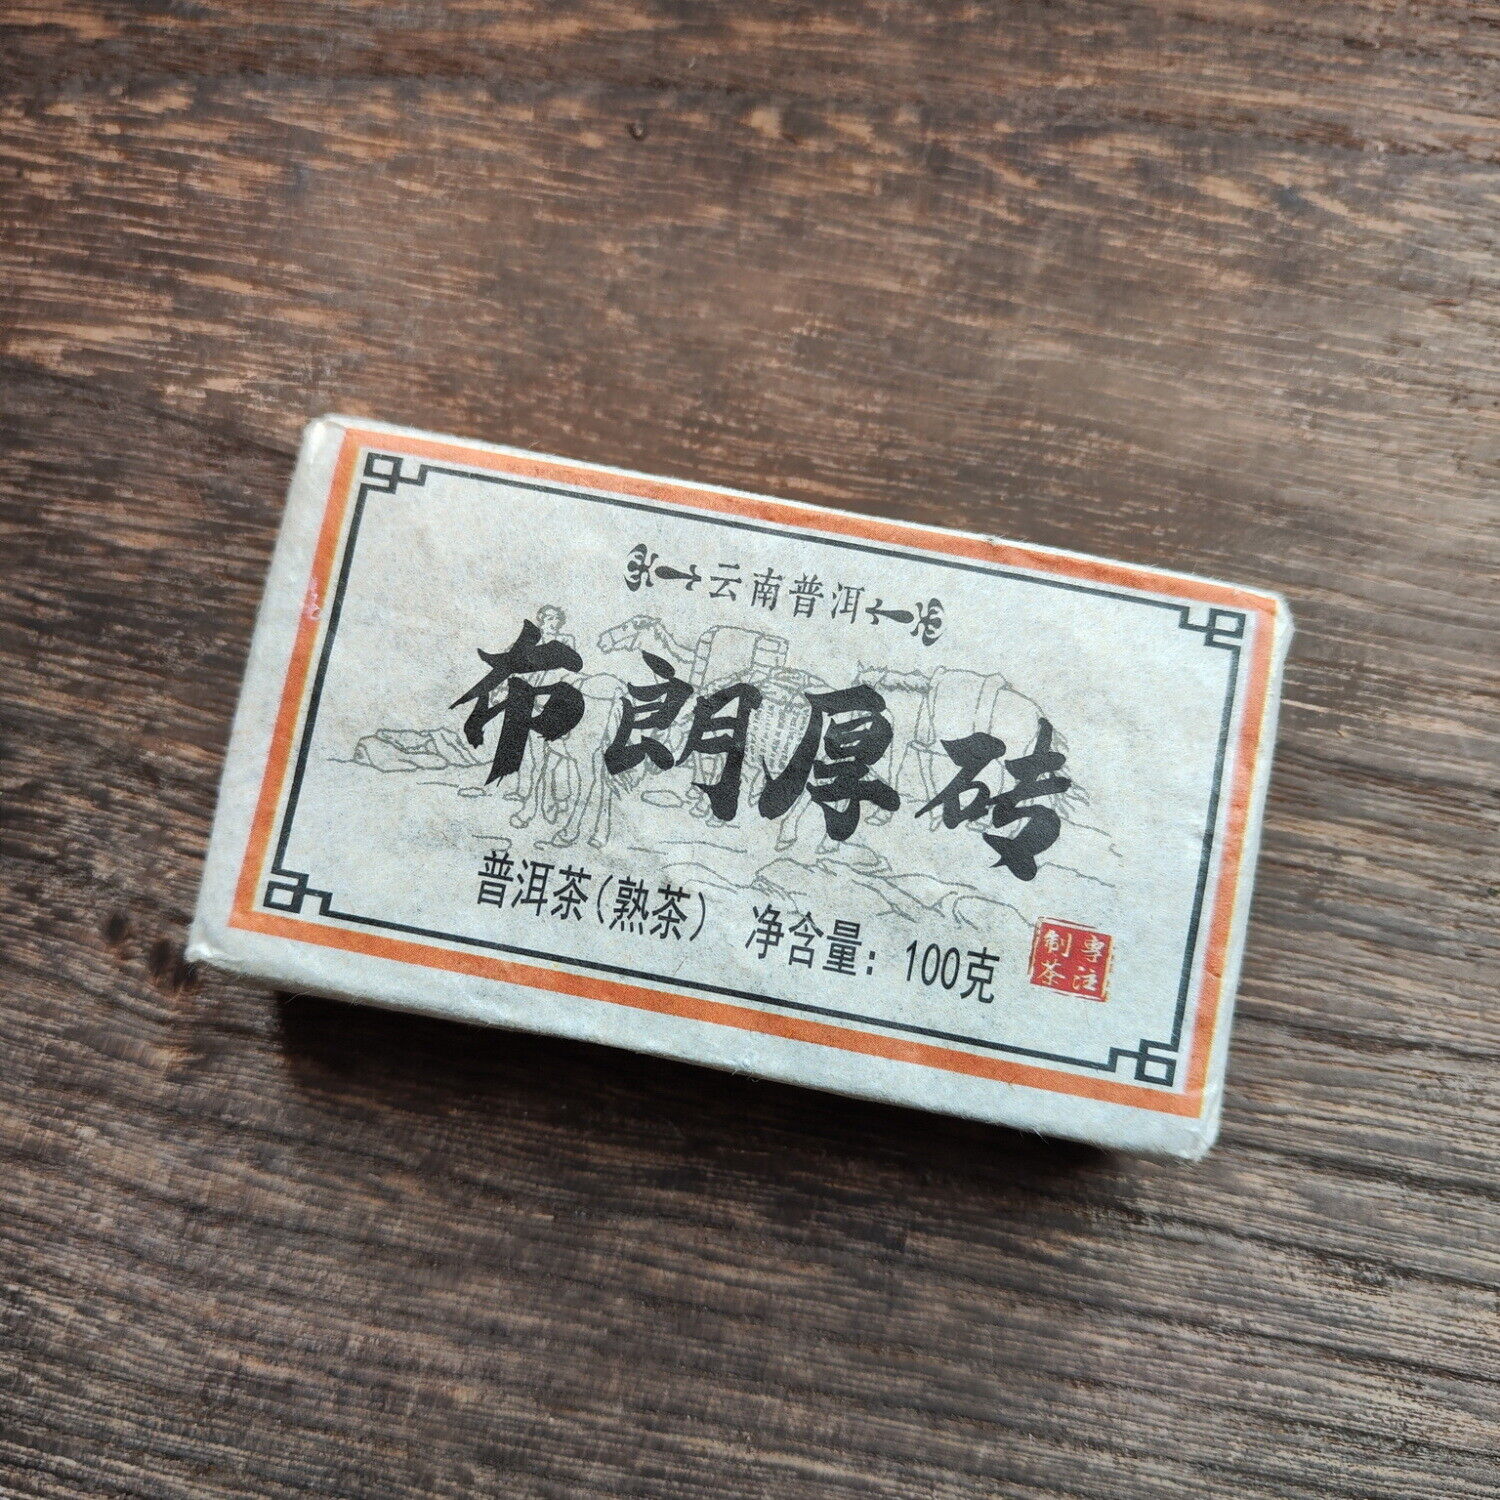 云南普洱
布朗厚砖
普洱茶(熟茶) 净含量: 100克
專注
制茶